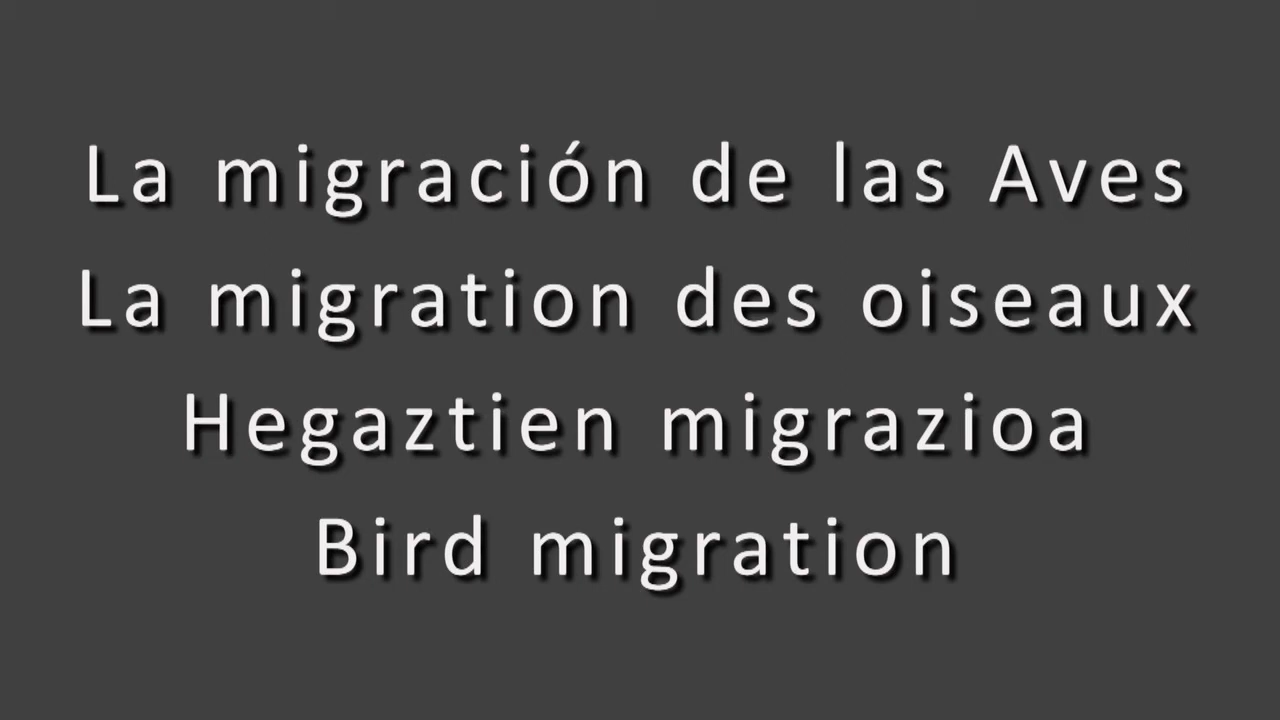 La migración de las Aves
La migration des oiseaux
Hegaztien migrazioa
Bird migration